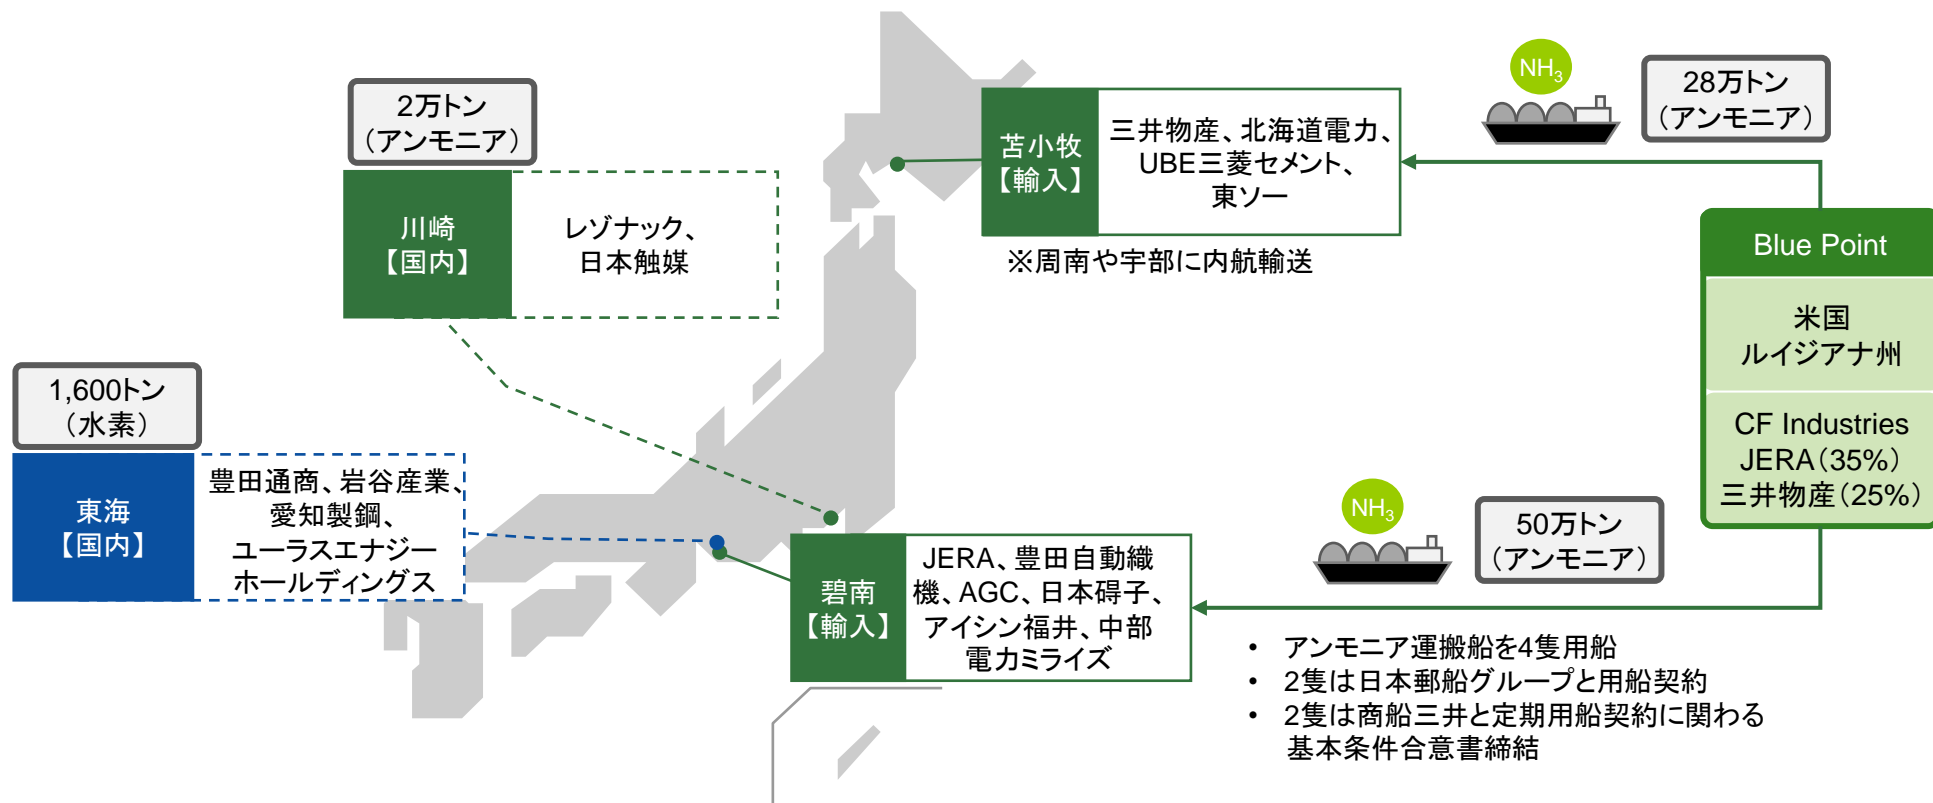 2万トン
（アンモニア）
川崎
【国内】
レゾナック、
日本触媒
1,600トン
（水素）
東海
【国内】
豊田通商、岩谷産業、
愛知製鋼、
ユーラスエナジー
ホールディングス
苫小牧
【輸入】
三井物産、北海道電力、
UBE三菱セメント、
東ソー
※周南や宇部に内航輸送
NH₃
28万トン
（アンモニア）
Blue Point
米国
ルイジアナ州
CF Industries
JERA（35%）
三井物産（25%）
碧南
【輸入】
JERA、豊田自動織
機、AGC、日本碍子、
アイシン福井、中部
電力ミライズ
NH₃
50万トン
（アンモニア）
• アンモニア運搬船を4隻用船
• 2隻は日本郵船グループと用船契約
• 2隻は商船三井と定期用船契約に関わる
基本条件合意書締結